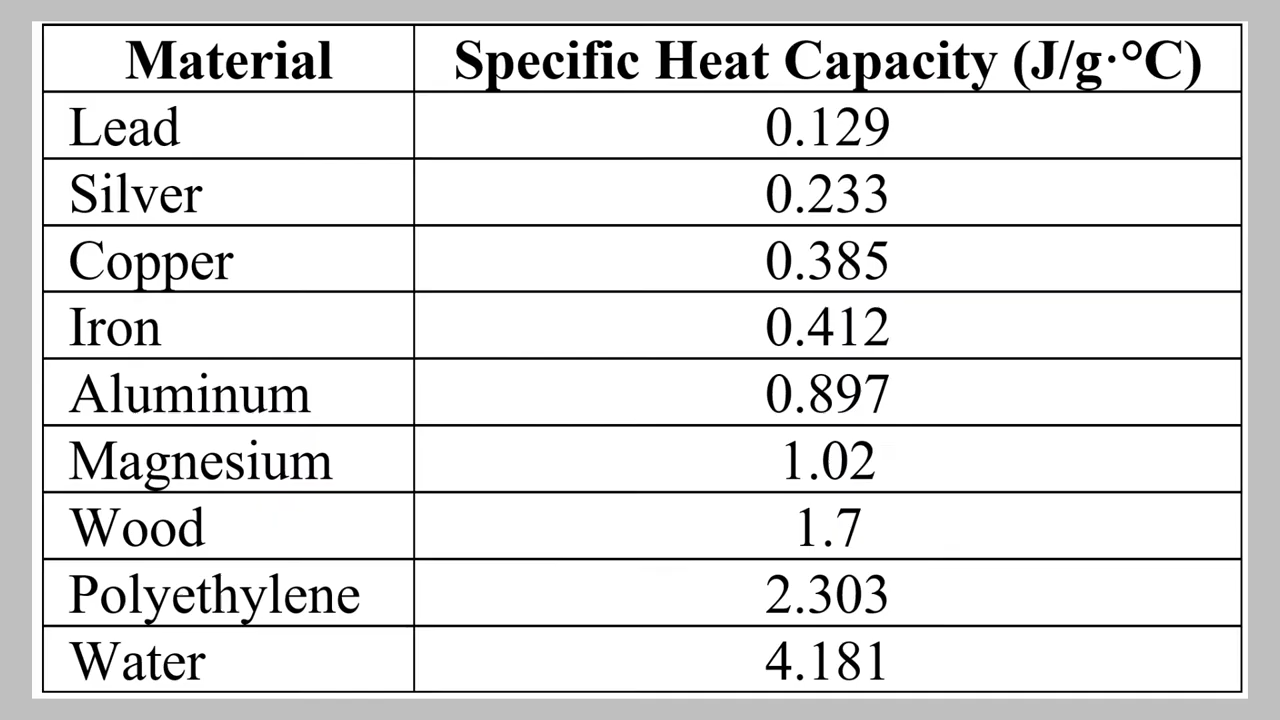 Material Specific Heat Capacity (J/g·°C)
Lead 0.129
Silver 0.233
Copper 0.385
Iron 0.412
Aluminum 0.897
Magnesium 1.02
Wood 1.7
Polyethylene 2.303
Water 4.181